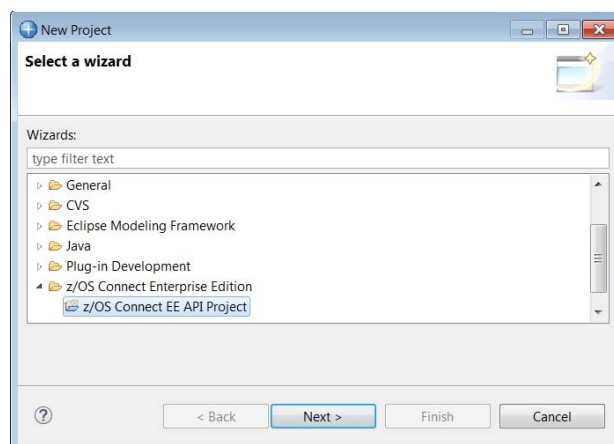 New Project
Select a wizard
Wizards:
type filter text
General
CVS
Eclipse Modeling Framework
Java
Plug-in Development
z/OS Connect Enterprise Edition
z/OS Connect EE API Project
< Back Next > Finish Cancel